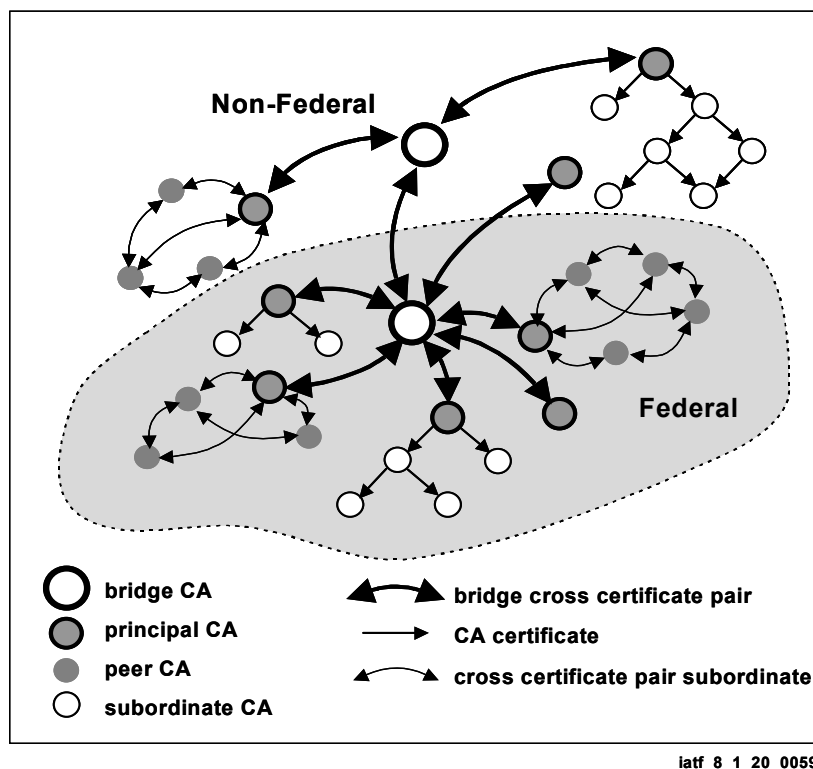 Non-Federal
Federal
bridge CA
principal CA
peer CA
subordinate CA
bridge cross certificate pair
CA certificate
cross certificate pair subordinate
iatf_8_1_20_0059